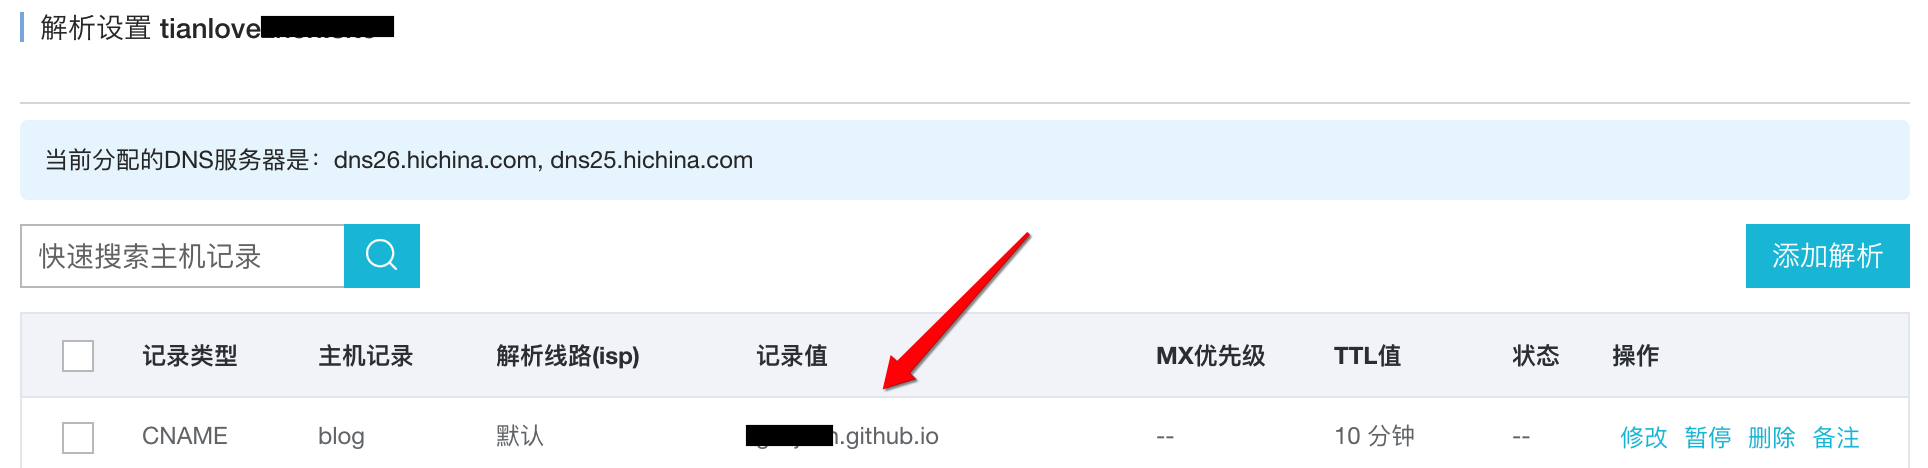 解析设置 tianlove
当前分配的DNS服务器是：dns26.hichina.com, dns25.hichina.com
快速搜索主机记录
添加解析
记录类型 主机记录 解析线路(isp) 记录值 MX优先级 TTL值 状态 操作
CNAME blog 默认 .github.io -- 10 分钟 -- 修改 暂停 删除 备注